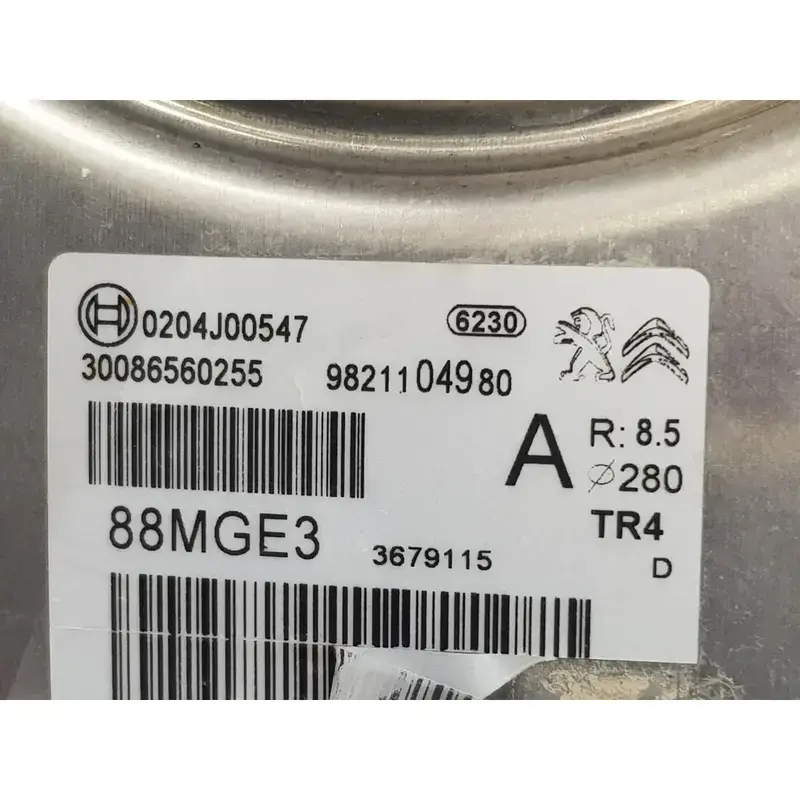 0204J00547 6230
30086560255 9821104980
A R: 8.5
⌀280
88MGE3 TR4
3679115 D